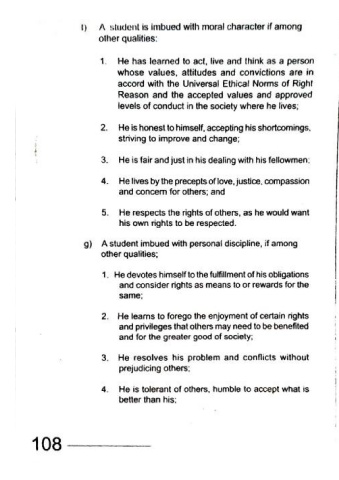 f) A student is imbued with moral character if among
other qualities:
1. He has learned to act, live and think as a person
whose values, attitudes and convictions are in
accord with the Universal Ethical Norms of Right
Reason and the accepted values and approved
levels of conduct in the society where he lives;
2. He is honest to himself, accepting his shortcomings,
striving to improve and change;
3. He is fair and just in his dealing with his fellowmen;
4. He lives by the precepts of love, justice, compassion
and concern for others; and
5. He respects the rights of others, as he would want
his own rights to be respected.
g) A student imbued with personal discipline, if among
other qualities;
1. He devotes himself to the fulfillment of his obligations
and consider rights as means to or rewards for the
same;
2. He learns to forego the enjoyment of certain rights
and privileges that others may need to be benefited
and for the greater good of society;
3. He resolves his problem and conflicts without
prejudicing others;
4. He is tolerant of others, humble to accept what is
better than his;
108